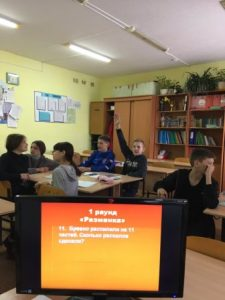 1 раунд
«Разминка»
11. Бревно распилили на 11
частей. Сколько распилов
сделали?